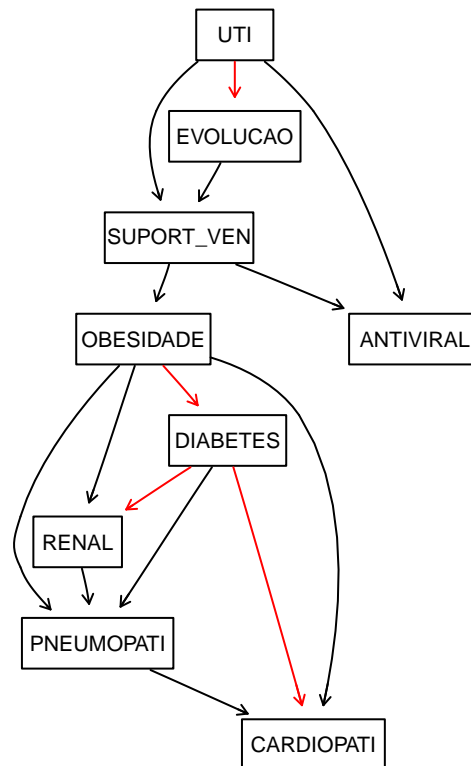 UTI
EVOLUCAO
SUPORT_VEN
OBESIDADE
ANTIVIRAL
DIABETES
RENAL
PNEUMOPATI
CARDIOPATI